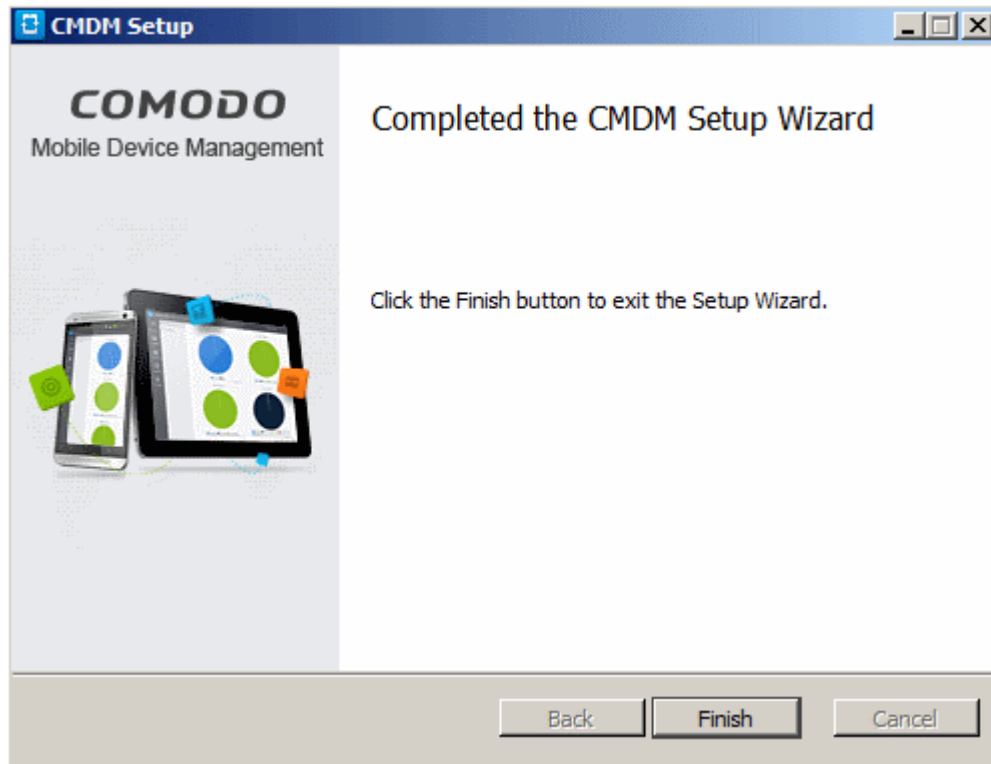 CMDM Setup
COMODO
Mobile Device Management
Completed the CMDM Setup Wizard
Click the Finish button to exit the Setup Wizard.
Back
Finish
Cancel